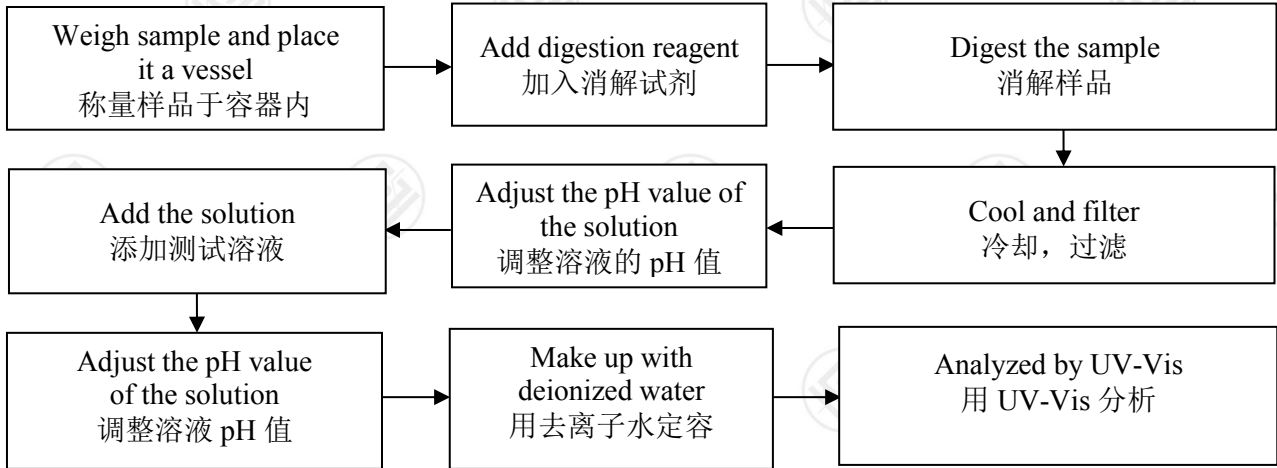 Weigh sample and place
it a vessel
称量样品于容器内
Add digestion reagent
加入消解试剂
Digest the sample
消解样品
Cool and filter
冷却，过滤
Adjust the pH value of
the solution
调整溶液的 pH 值
Add the solution
添加测试溶液
Adjust the pH value
of the solution
调整溶液 pH 值
Make up with
deionized water
用去离子水定容
Analyzed by UV-Vis
用 UV-Vis 分析